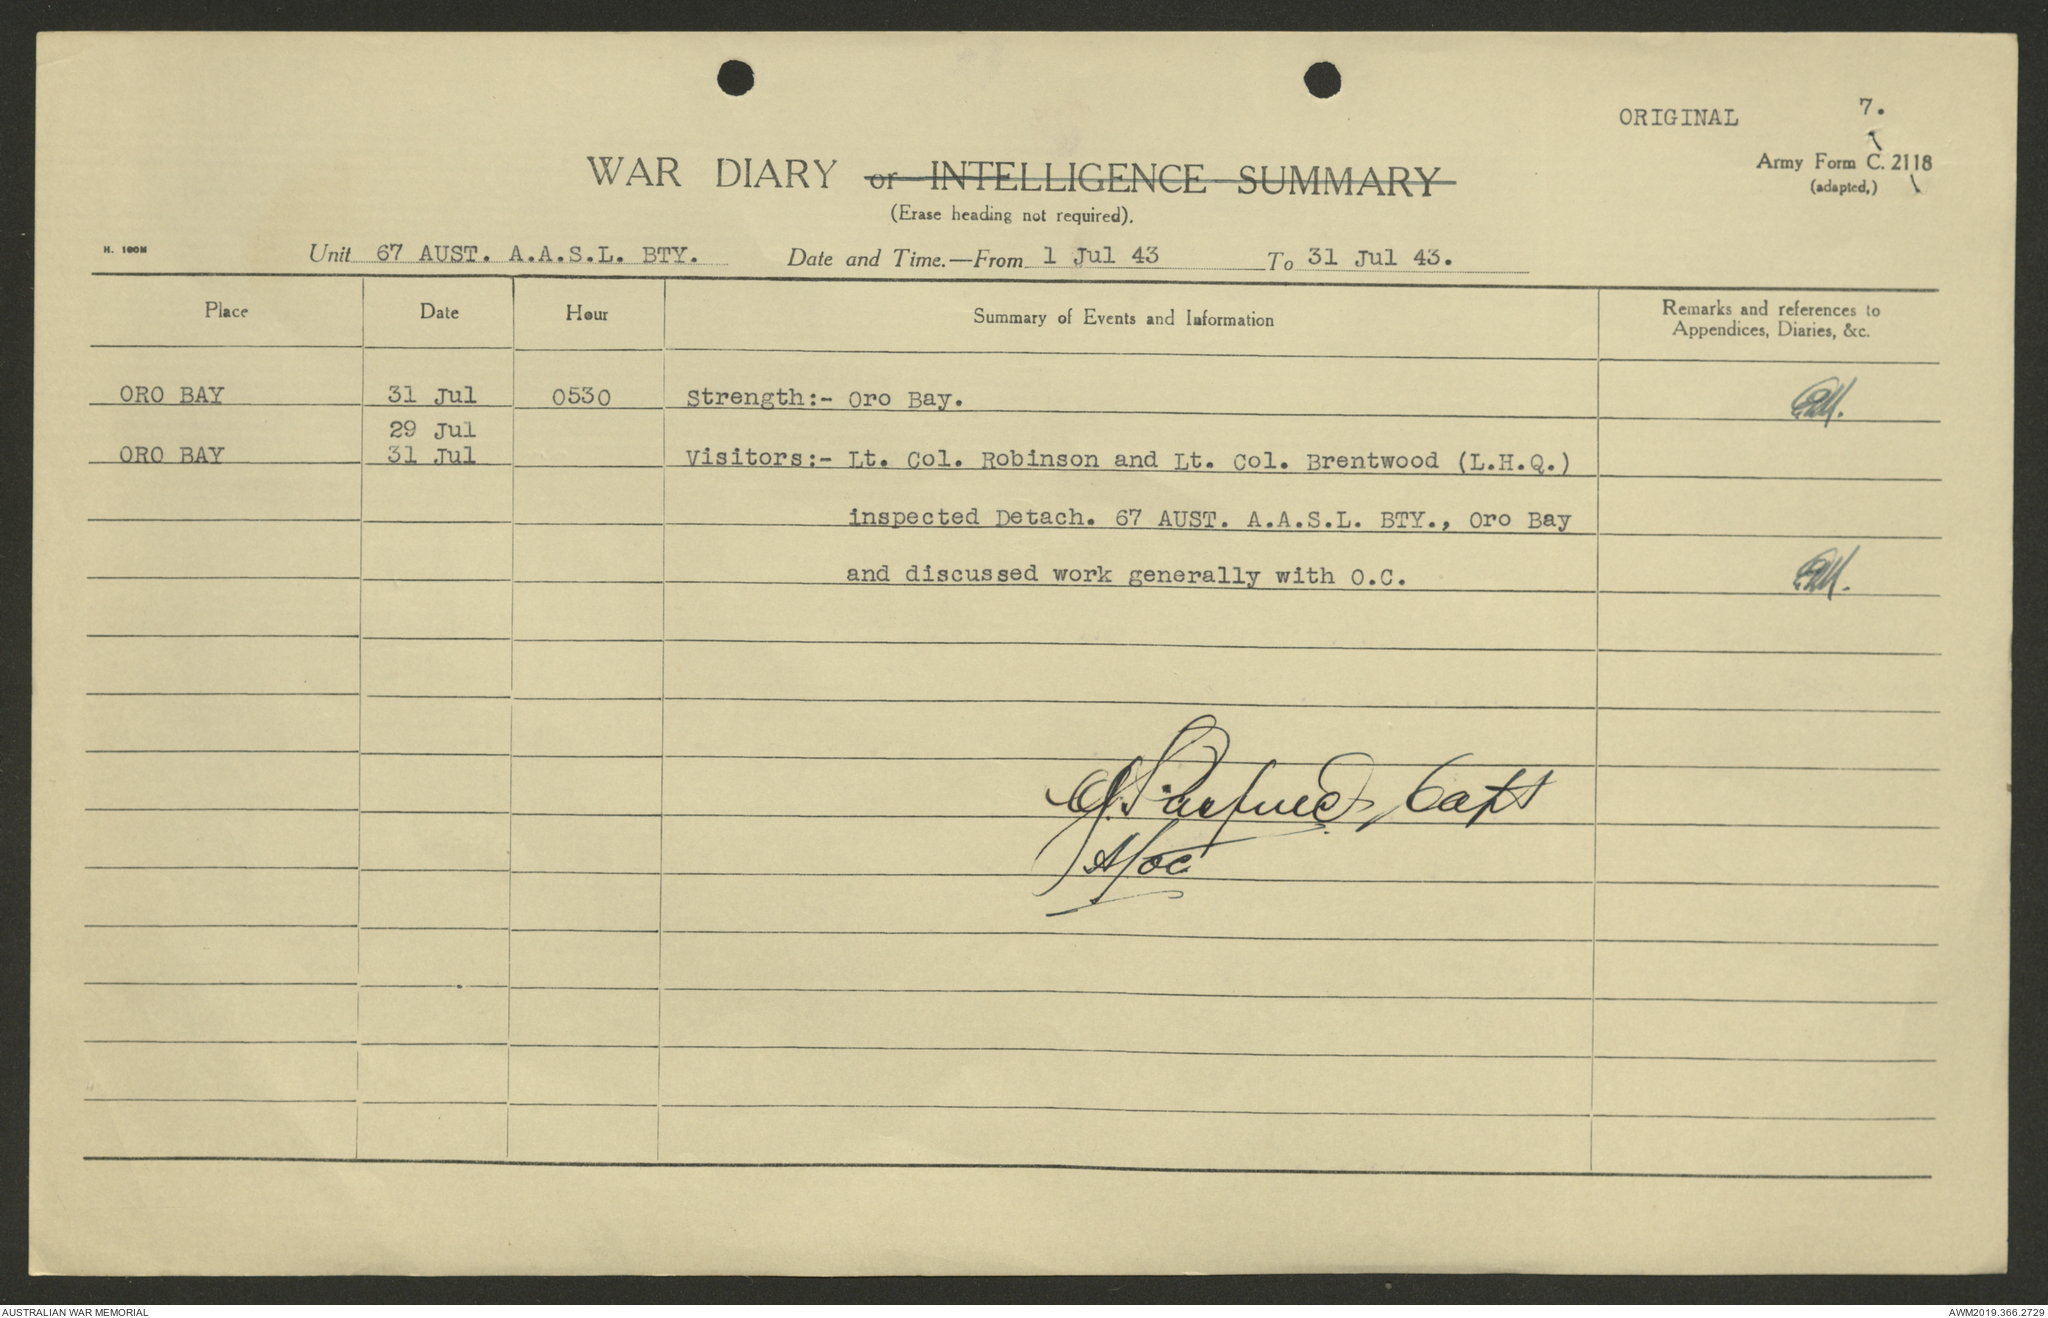 ORIGINAL 7.
Army Form C. 2118
(adapted,)
WAR DIARY or INTELLIGENCE SUMMARY
(Erase heading not required).
H. 100M
Unit 67 AUST. A.A.S.L. BTY. Date and Time.—From 1 Jul 43 To 31 Jul 43.
Place Date Hour Summary of Events and Information Remarks and references to
Appendices, Diaries, &c.
ORO BAY 31 Jul 0530 Strength:- Oro Bay.
29 Jul
ORO BAY 31 Jul Visitors:- Lt. Col. Robinson and Lt. Col. Brentwood (L.H.Q.)
inspected Detach. 67 AUST. A.A.S.L. BTY., Oro Bay
and discussed work generally with O.C.
Capt
A/OC
AUSTRALIAN WAR MEMORIAL AWM2019.366.2729